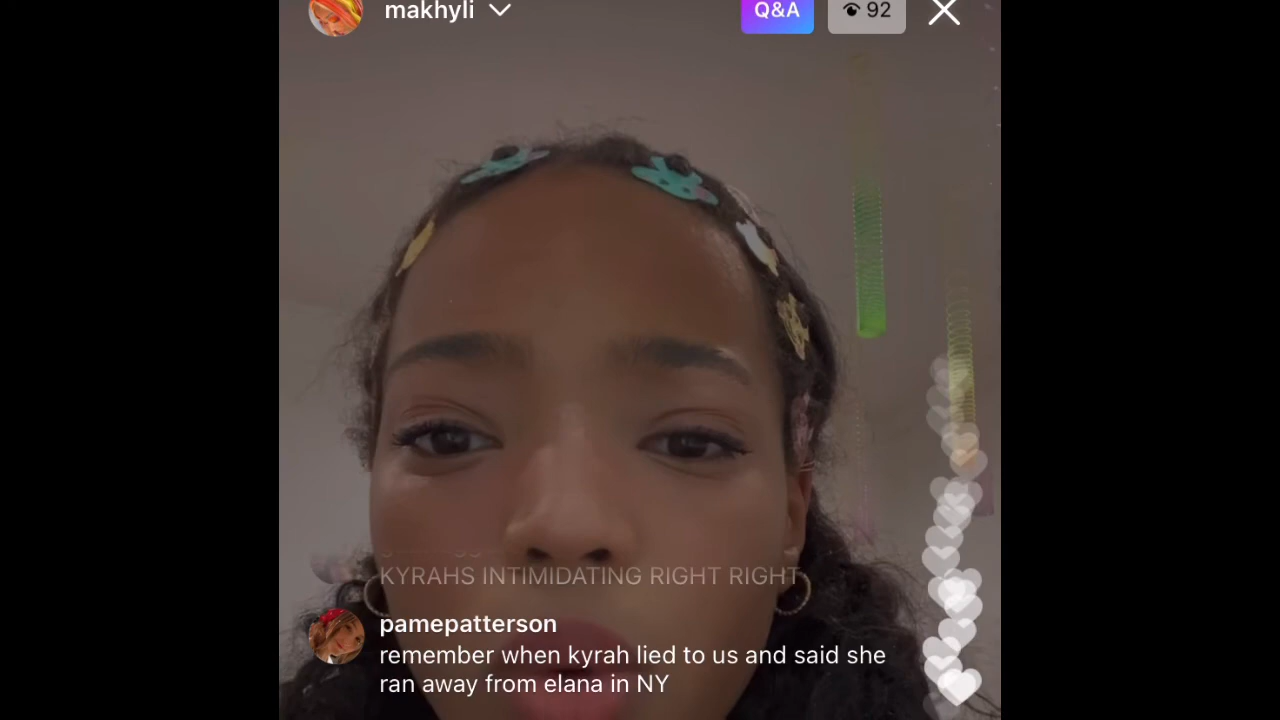 makhyli
Q&A
92
KYRAHS INTIMIDATING RIGHT RIGHT
pamepatterson
remember when kyrah lied to us and said she
ran away from elana in NY